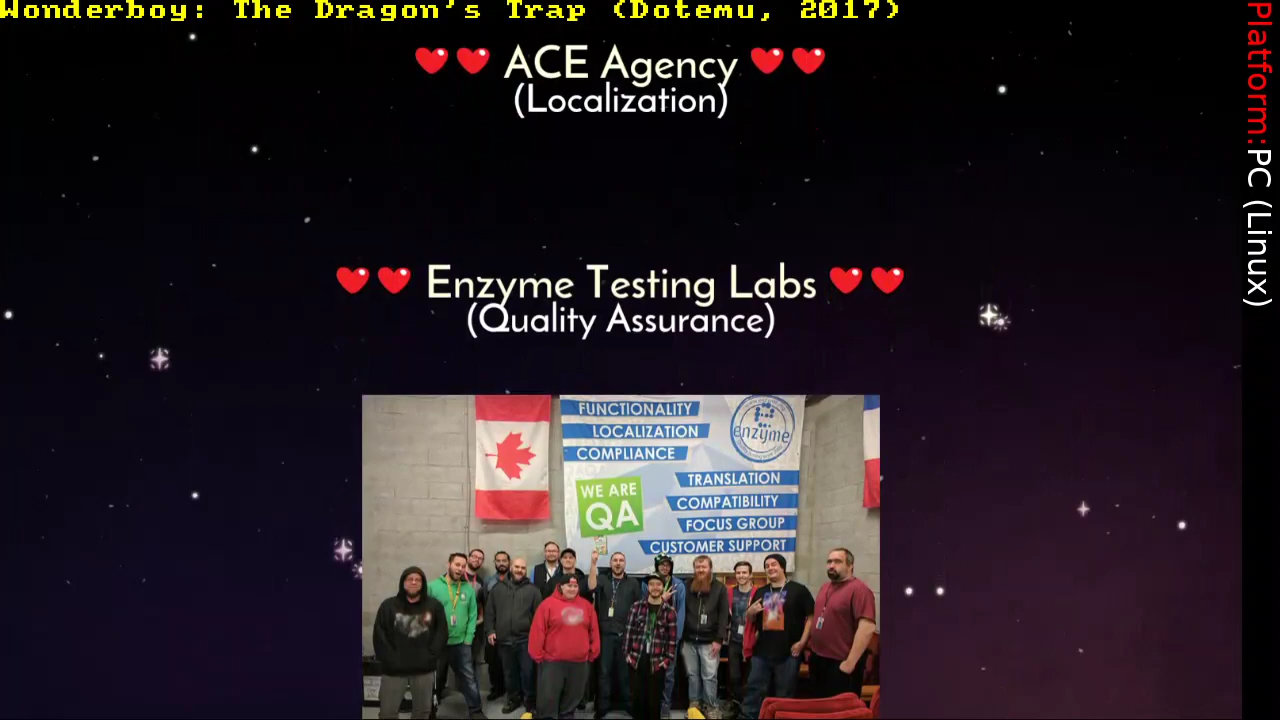 Wonderboy: The Dragon's Trap (Dotemu, 2017)
Platform: PC (Linux)
ACE Agency
(Localization)
Enzyme Testing Labs
(Quality Assurance)
FUNCTIONALITY
LOCALIZATION
COMPLIANCE
enzyme
TRANSLATION
COMPATIBILITY
FOCUS GROUP
CUSTOMER SUPPORT
WE ARE
QA